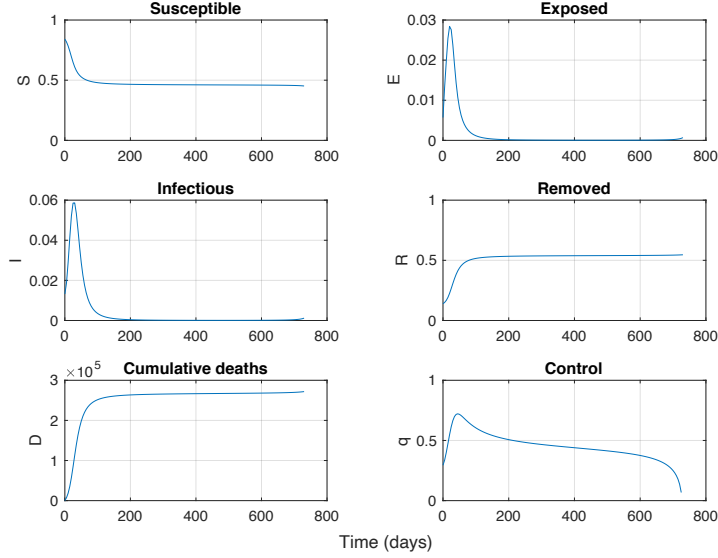 Susceptible
1
0.5
0
S
0 200 400 600 800
Exposed
0.03
0.02
0.01
0
E
0 200 400 600 800
Infectious
0.06
0.04
0.02
0
I
0 200 400 600 800
Removed
1
0.5
0
R
0 200 400 600 800
Cumulative deaths
×10^5
3
2
1
0
D
0 200 400 600 800
Control
1
0.5
0
q
0 200 400 600 800
Time (days)